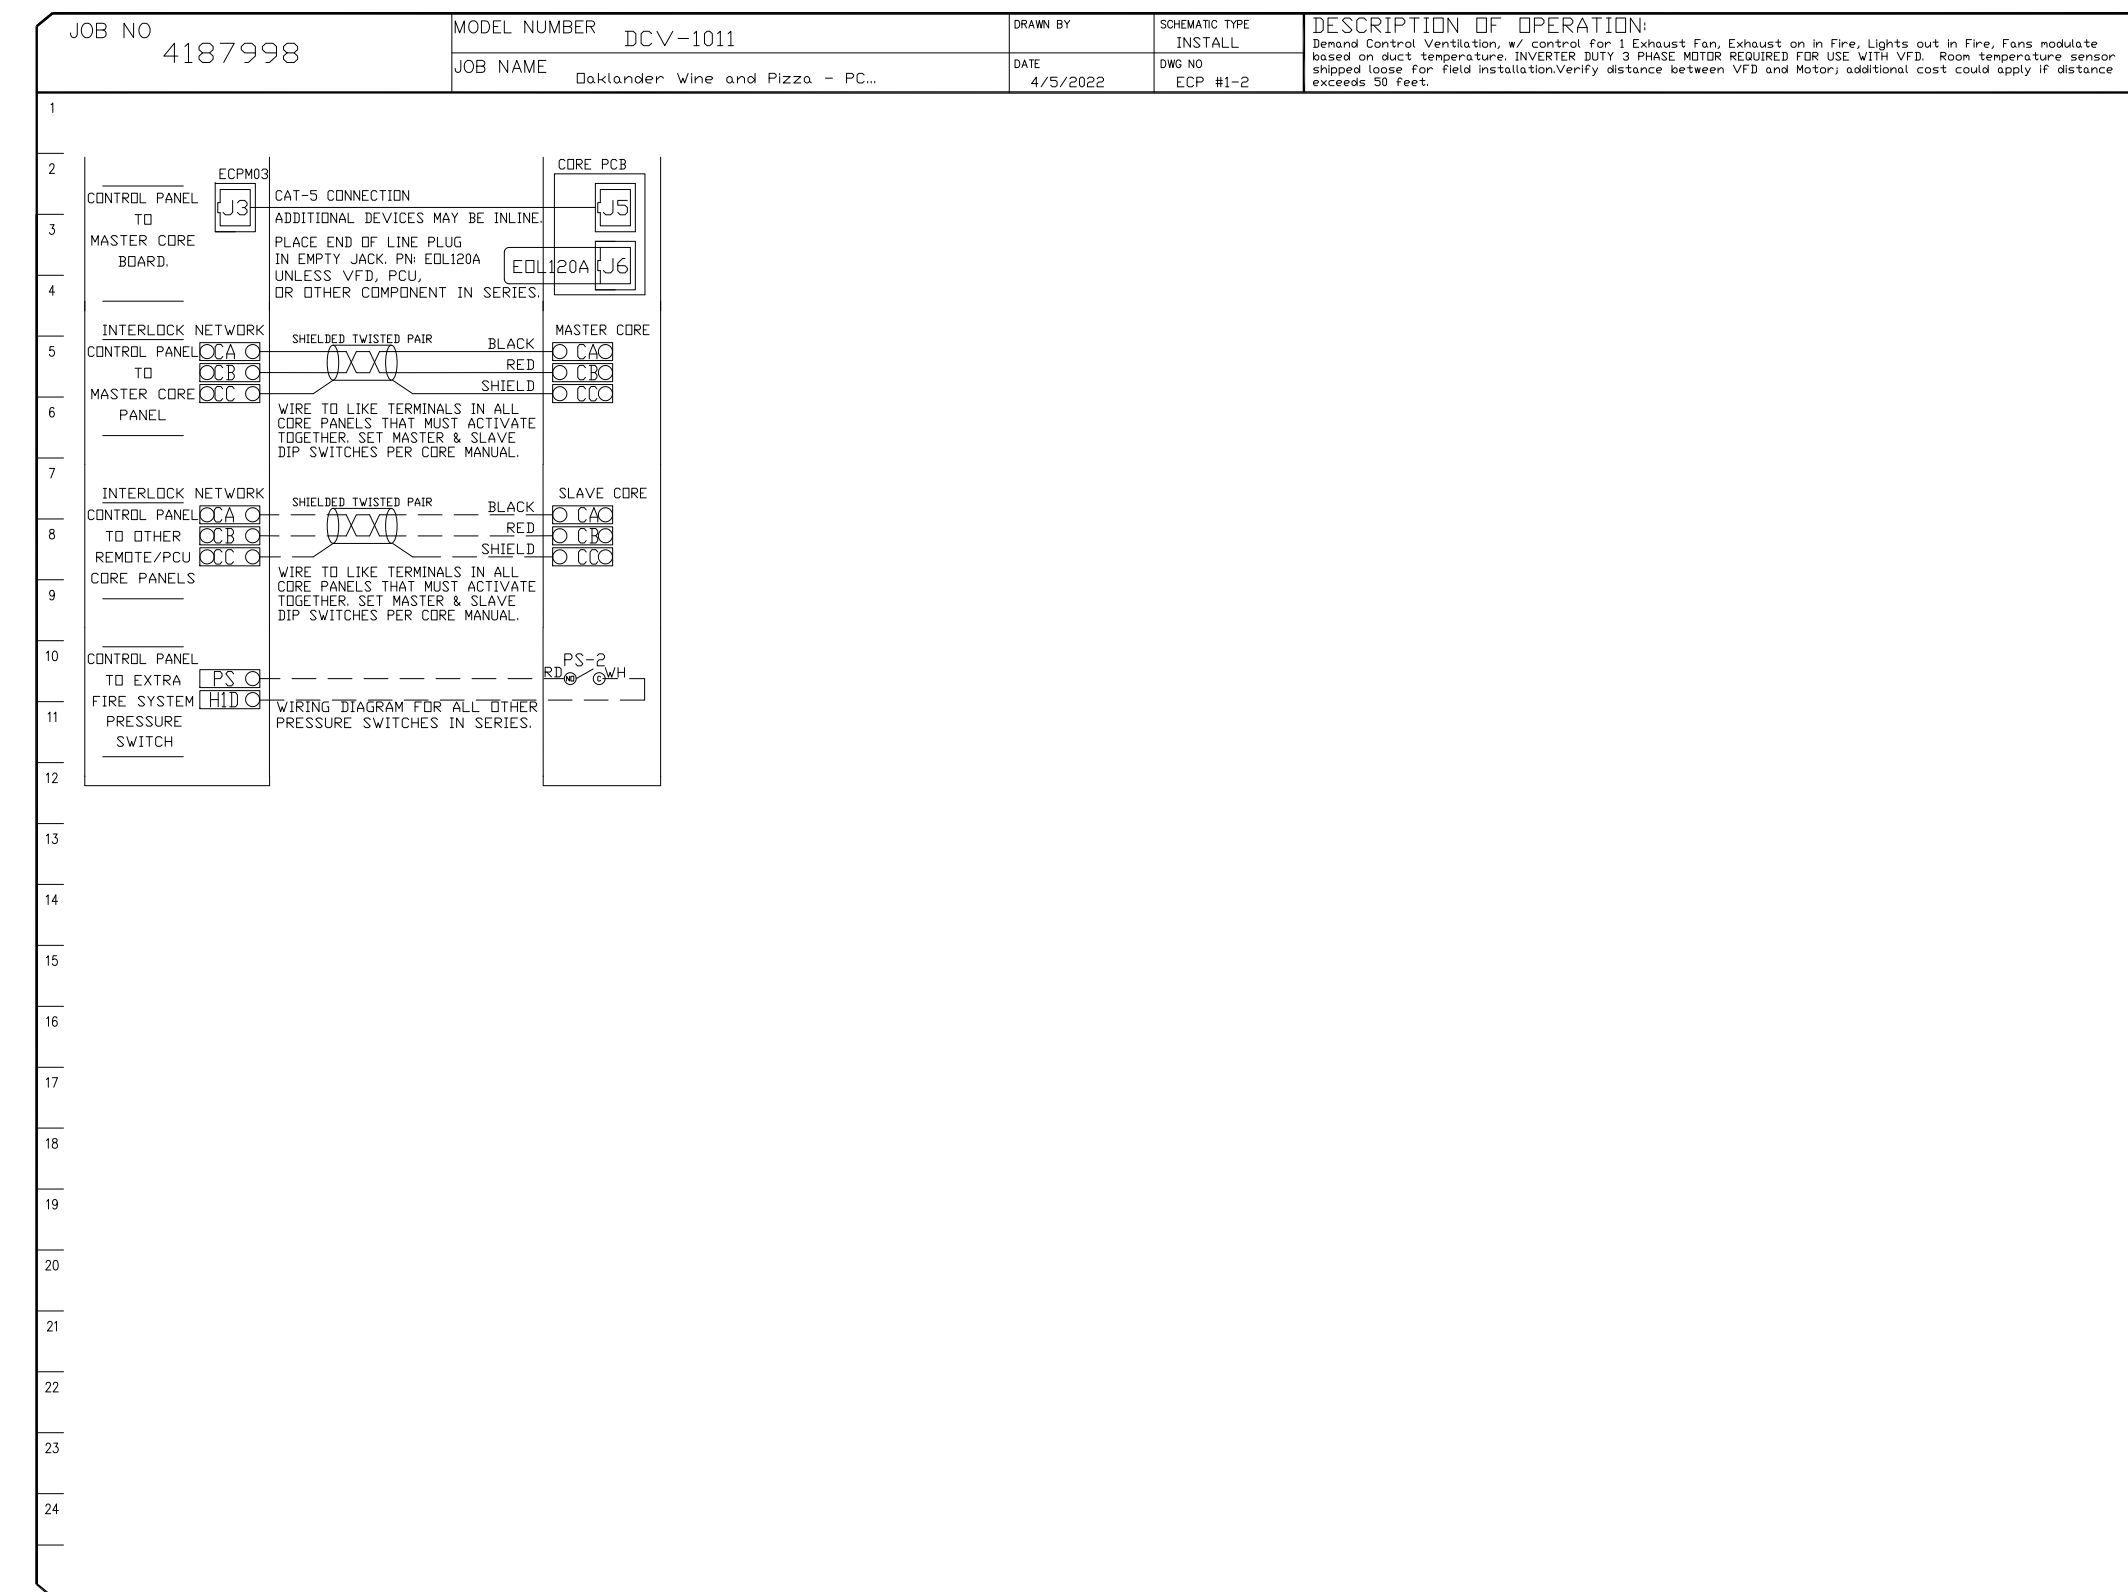 JOB NO
4187998
MODEL NUMBER
DCV-1011
JOB NAME
Oaklander Wine and Pizza - PC...
DRAWN BY
DATE
4/5/2022
SCHEMATIC TYPE
INSTALL
DWG NO
ECP #1-2
DESCRIPTION OF OPERATION:
Demand Control Ventilation, w/ control for 1 Exhaust Fan, Exhaust on in Fire, Lights out in Fire, Fans modulate
based on duct temperature. INVERTER DUTY 3 PHASE MOTOR REQUIRED FOR USE WITH VFD. Room temperature sensor
shipped loose for field installation.Verify distance between VFD and Motor; additional cost could apply if distance
exceeds 50 feet.
1
2
3
4
5
6
7
8
9
10
11
12
13
14
15
16
17
18
19
20
21
22
23
24
CONTROL PANEL
TO
MASTER CORE
BOARD.
ECPM03
J3
CAT-5 CONNECTION
ADDITIONAL DEVICES MAY BE INLINE.
PLACE END OF LINE PLUG
IN EMPTY JACK. PN: EOL120A
UNLESS VFD, PCU,
OR OTHER COMPONENT IN SERIES.
CORE PCB
J5
EOL120A
J6
INTERLOCK NETWORK
CONTROL PANEL
TO
MASTER CORE
PANEL
CA
CB
CC
SHIELDED TWISTED PAIR
BLACK
RED
SHIELD
MASTER CORE
CA
CB
CC
WIRE TO LIKE TERMINALS IN ALL
CORE PANELS THAT MUST ACTIVATE
TOGETHER. SET MASTER & SLAVE
DIP SWITCHES PER CORE MANUAL.
INTERLOCK NETWORK
CONTROL PANEL
TO OTHER
REMOTE/PCU
CORE PANELS
CA
CB
CC
SHIELDED TWISTED PAIR
BLACK
RED
SHIELD
SLAVE CORE
CA
CB
CC
WIRE TO LIKE TERMINALS IN ALL
CORE PANELS THAT MUST ACTIVATE
TOGETHER. SET MASTER & SLAVE
DIP SWITCHES PER CORE MANUAL.
CONTROL PANEL
TO EXTRA
FIRE SYSTEM
PRESSURE
SWITCH
PS
H1D
PS-2
RD
NO
C
WH
WIRING DIAGRAM FOR ALL OTHER
PRESSURE SWITCHES IN SERIES.